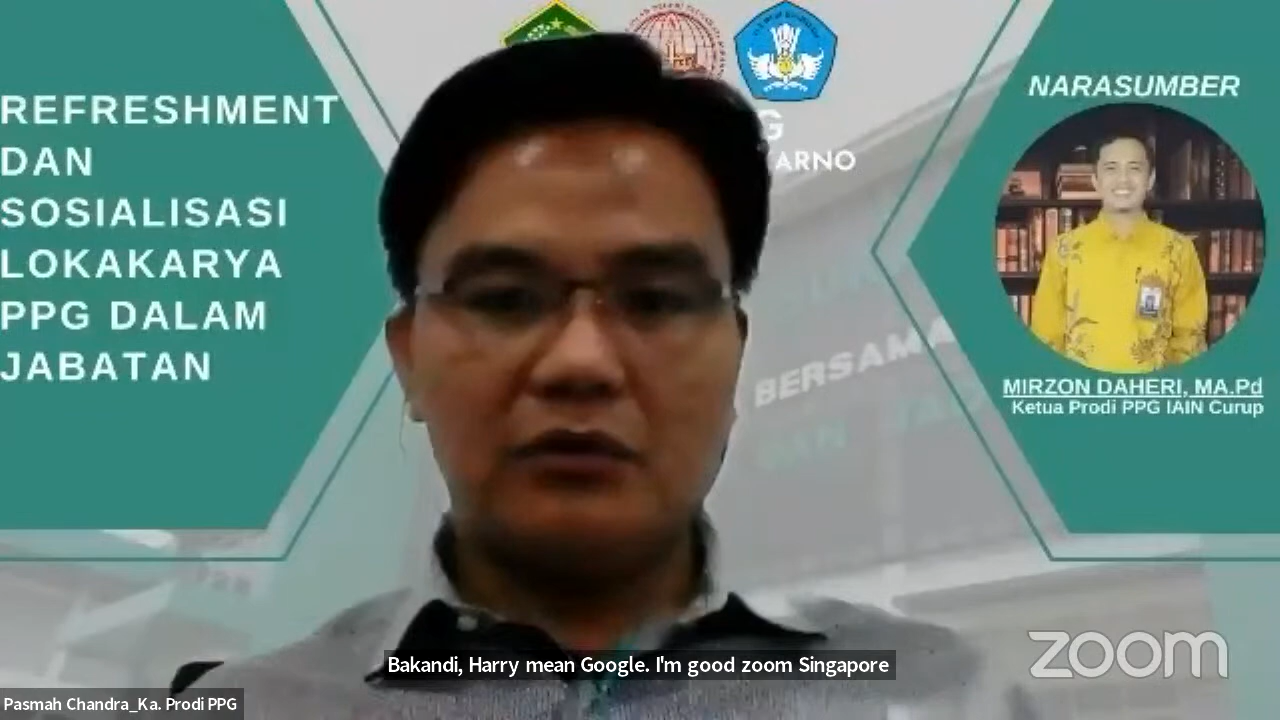 REFRESHMENT
DAN
SOSIALISASI
LOKAKARYA
PPG DALAM
JABATAN
ARNO
BERSAMA
NARASUMBER
MIRZON DAHERI, MA.Pd
Ketua Prodi PPG IAIN Curup
Bakandi, Harry mean Google. I'm good zoom Singapore
zoom
Pasmah Chandra_Ka. Prodi PPG